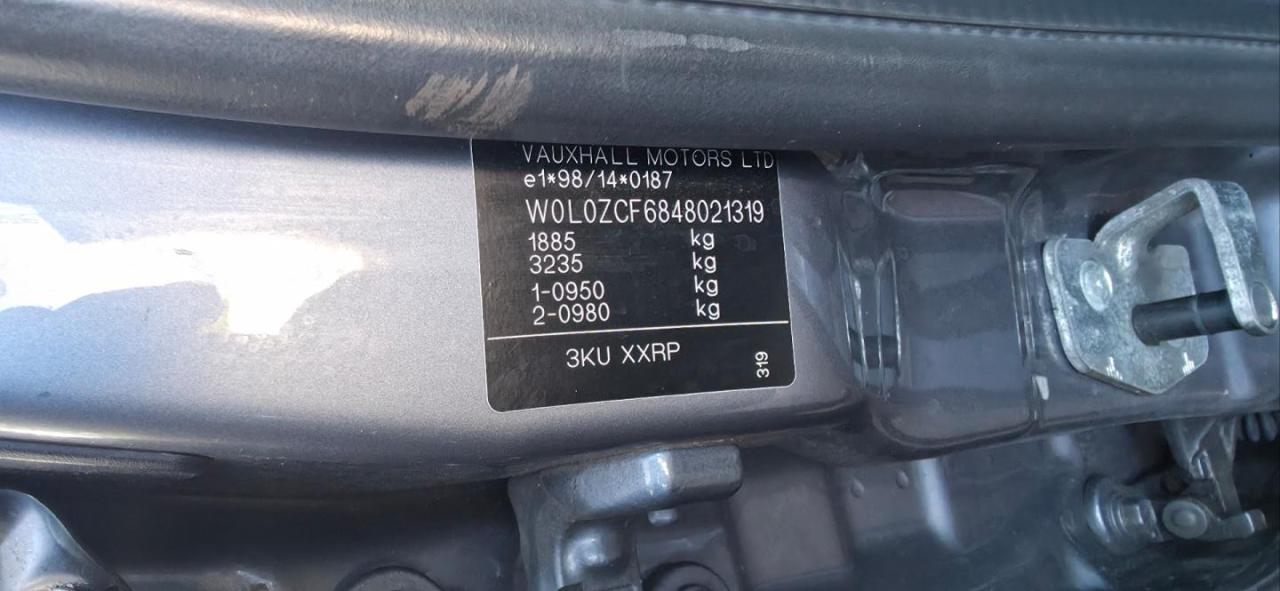 VAUXHALL MOTORS LTD
e1*98/14*0187
W0L0ZCF6848021319
1885 kg
3235 kg
1-0950 kg
2-0980 kg
3KU XXRP
319